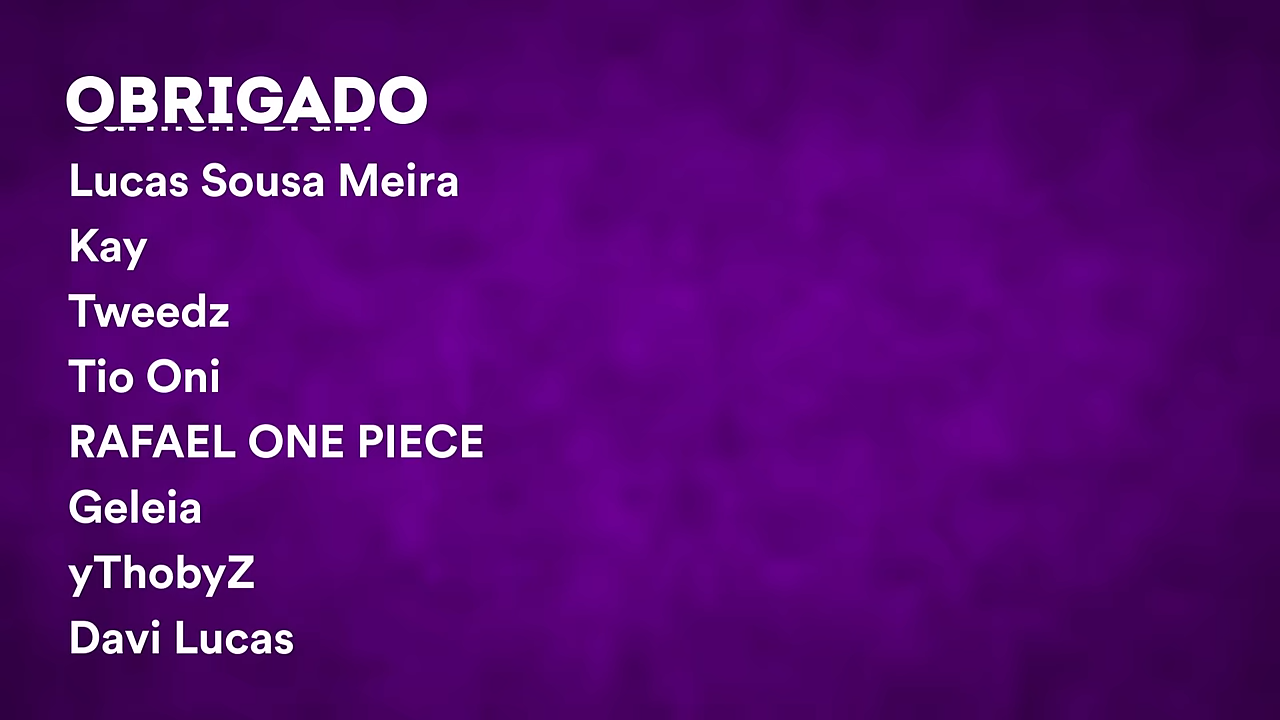 OBRIGADO
Lucas Sousa Meira
Kay
Tweedz
Tio Oni
RAFAEL ONE PIECE
Geleia
yThobyZ
Davi Lucas